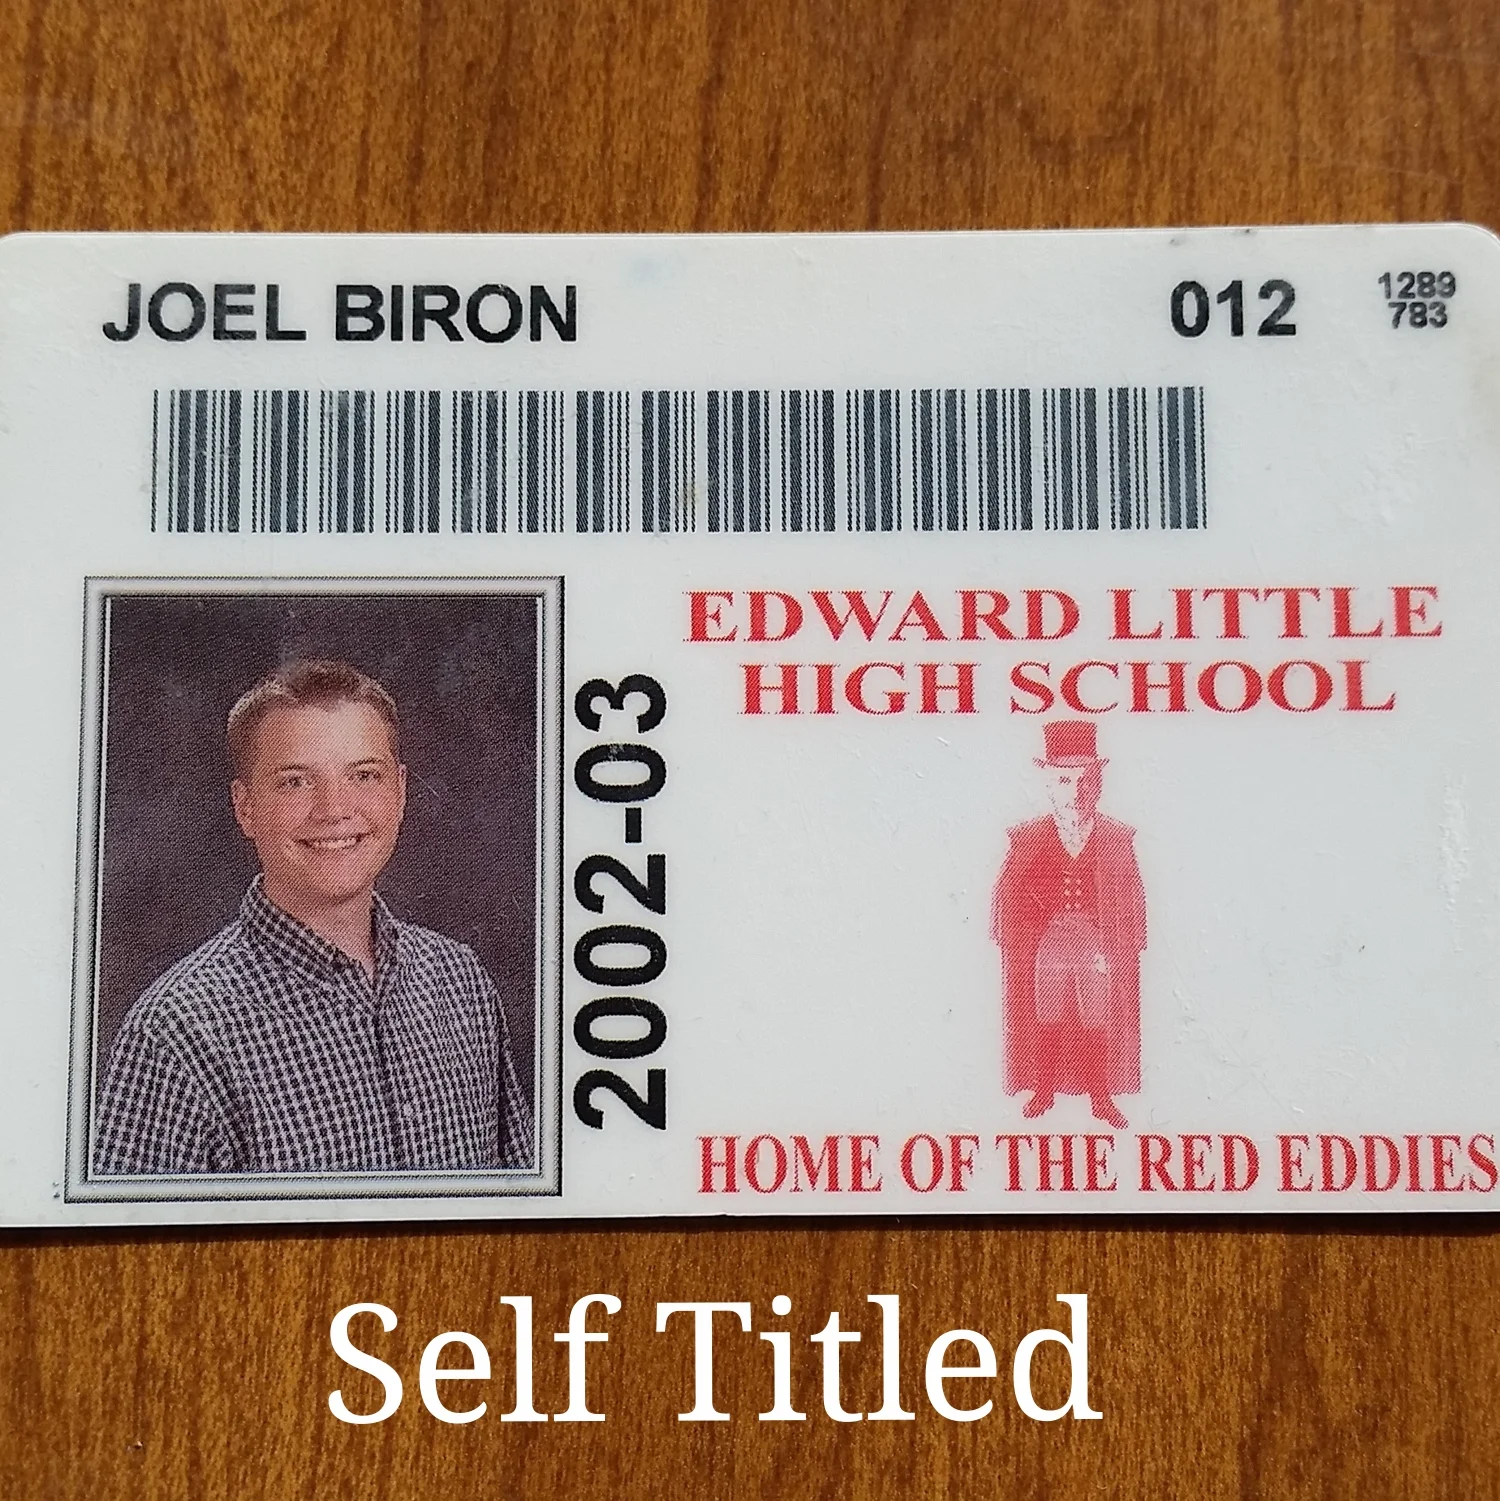 JOEL BIRON 012 1289
783
EDWARD LITTLE
HIGH SCHOOL
2002-03
HOME OF THE RED EDDIES
Self Titled